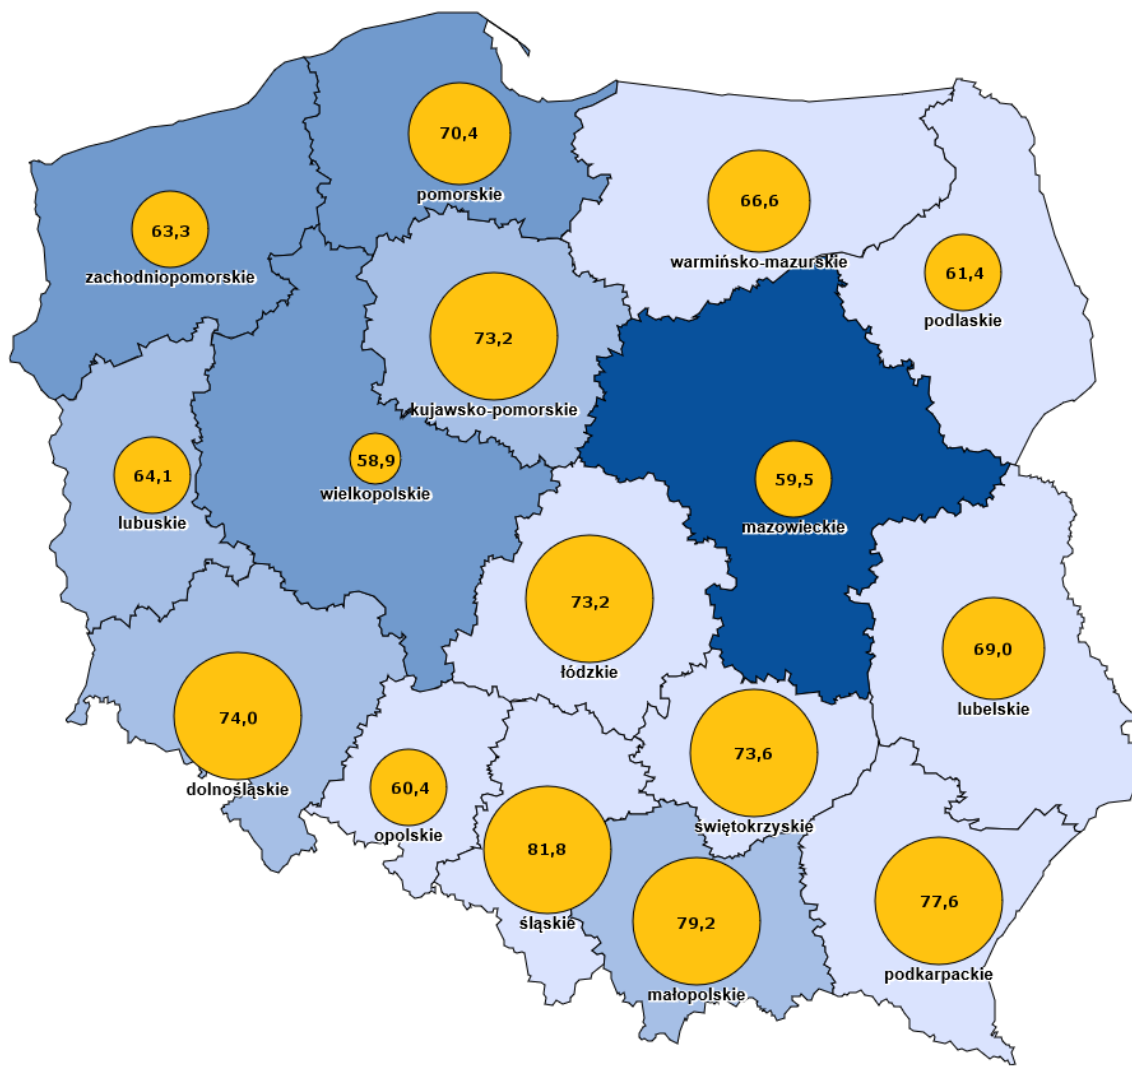 70,4
pomorskie
66,6
warmińsko-mazurskie
63,3
zachodniopomorskie
61,4
podlaskie
73,2
kujawsko-pomorskie
58,9
wielkopolskie
64,1
lubuskie
59,5
mazowieckie
73,2
łódzkie
69,0
lubelskie
74,0
dolnośląskie
73,6
świętokrzyskie
60,4
opolskie
81,8
śląskie
79,2
małopolskie
77,6
podkarpackie